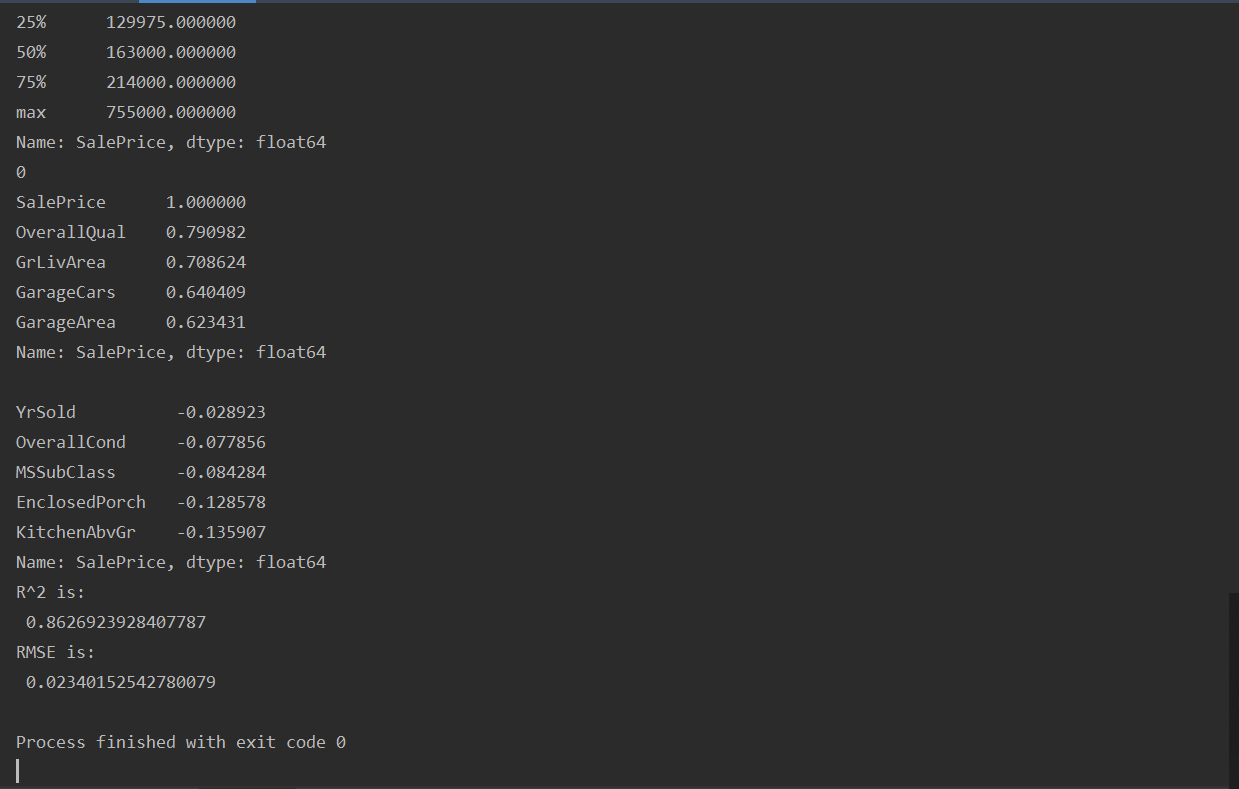 25%      129975.000000
50%      163000.000000
75%      214000.000000
max      755000.000000
Name: SalePrice, dtype: float64
0
SalePrice      1.000000
OverallQual    0.790982
GrLivArea      0.708624
GarageCars     0.640409
GarageArea     0.623431
Name: SalePrice, dtype: float64

YrSold          -0.028923
OverallCond     -0.077856
MSSubClass      -0.084284
EnclosedPorch   -0.128578
KitchenAbvGr    -0.135907
Name: SalePrice, dtype: float64
R^2 is:
 0.8626923928407787
RMSE is:
 0.02340152542780079

Process finished with exit code 0